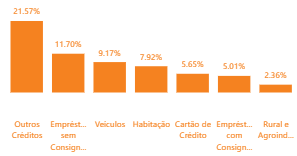 21.57%
11.70%
9.17%
7.92%
5.65%
5.01%
2.36%
Outros
Créditos
Emprést...
sem
Consign...
Veículos
Habitação
Cartão de
Crédito
Emprést...
com
Consign...
Rural e
Agroind...